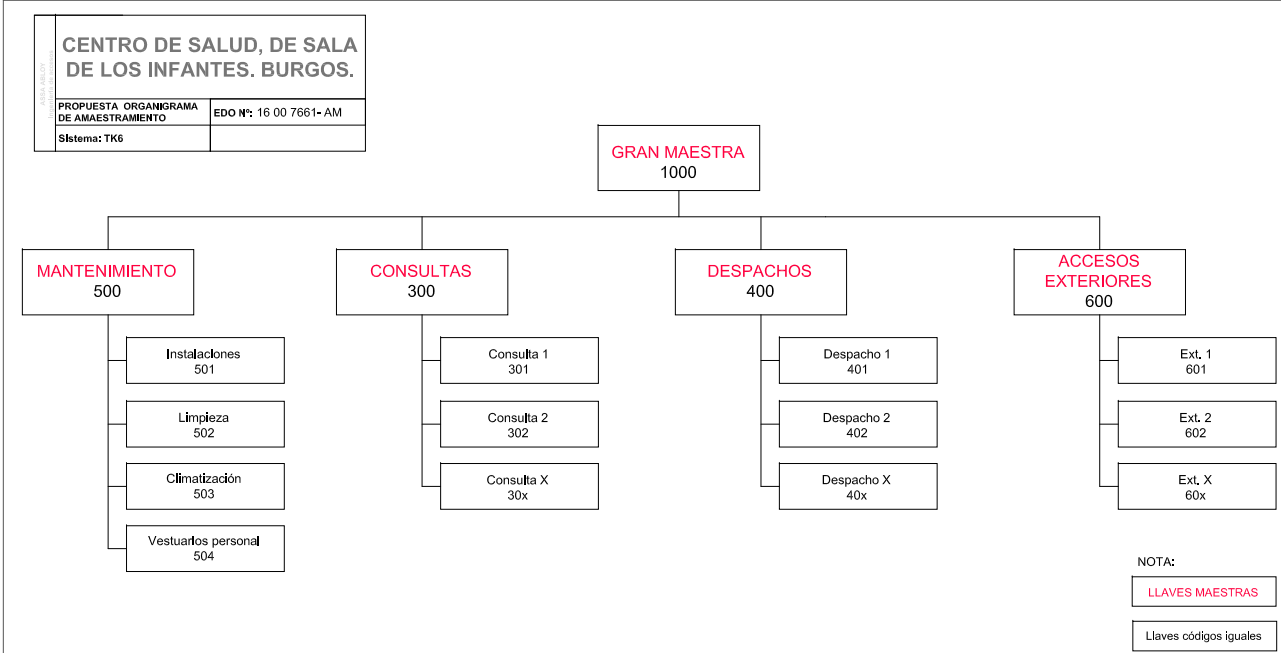 CENTRO DE SALUD, DE SALA
DE LOS INFANTES. BURGOS.
ASSA ABLOY
PROPUESTA ORGANIGRAMA
DE AMAESTRAMIENTO
EDO Nº: 16 00 7661- AM
Sistema: TK6
GRAN MAESTRA
1000
MANTENIMIENTO
500
CONSULTAS
300
DESPACHOS
400
ACCESOS
EXTERIORES
600
Instalaciones
501
Consulta 1
301
Despacho 1
401
Ext. 1
601
Limpieza
502
Consulta 2
302
Despacho 2
402
Ext. 2
602
Climatización
503
Consulta X
30x
Despacho X
40x
Ext. X
60x
Vestuarios personal
504
NOTA:
LLAVES MAESTRAS
Llaves códigos iguales